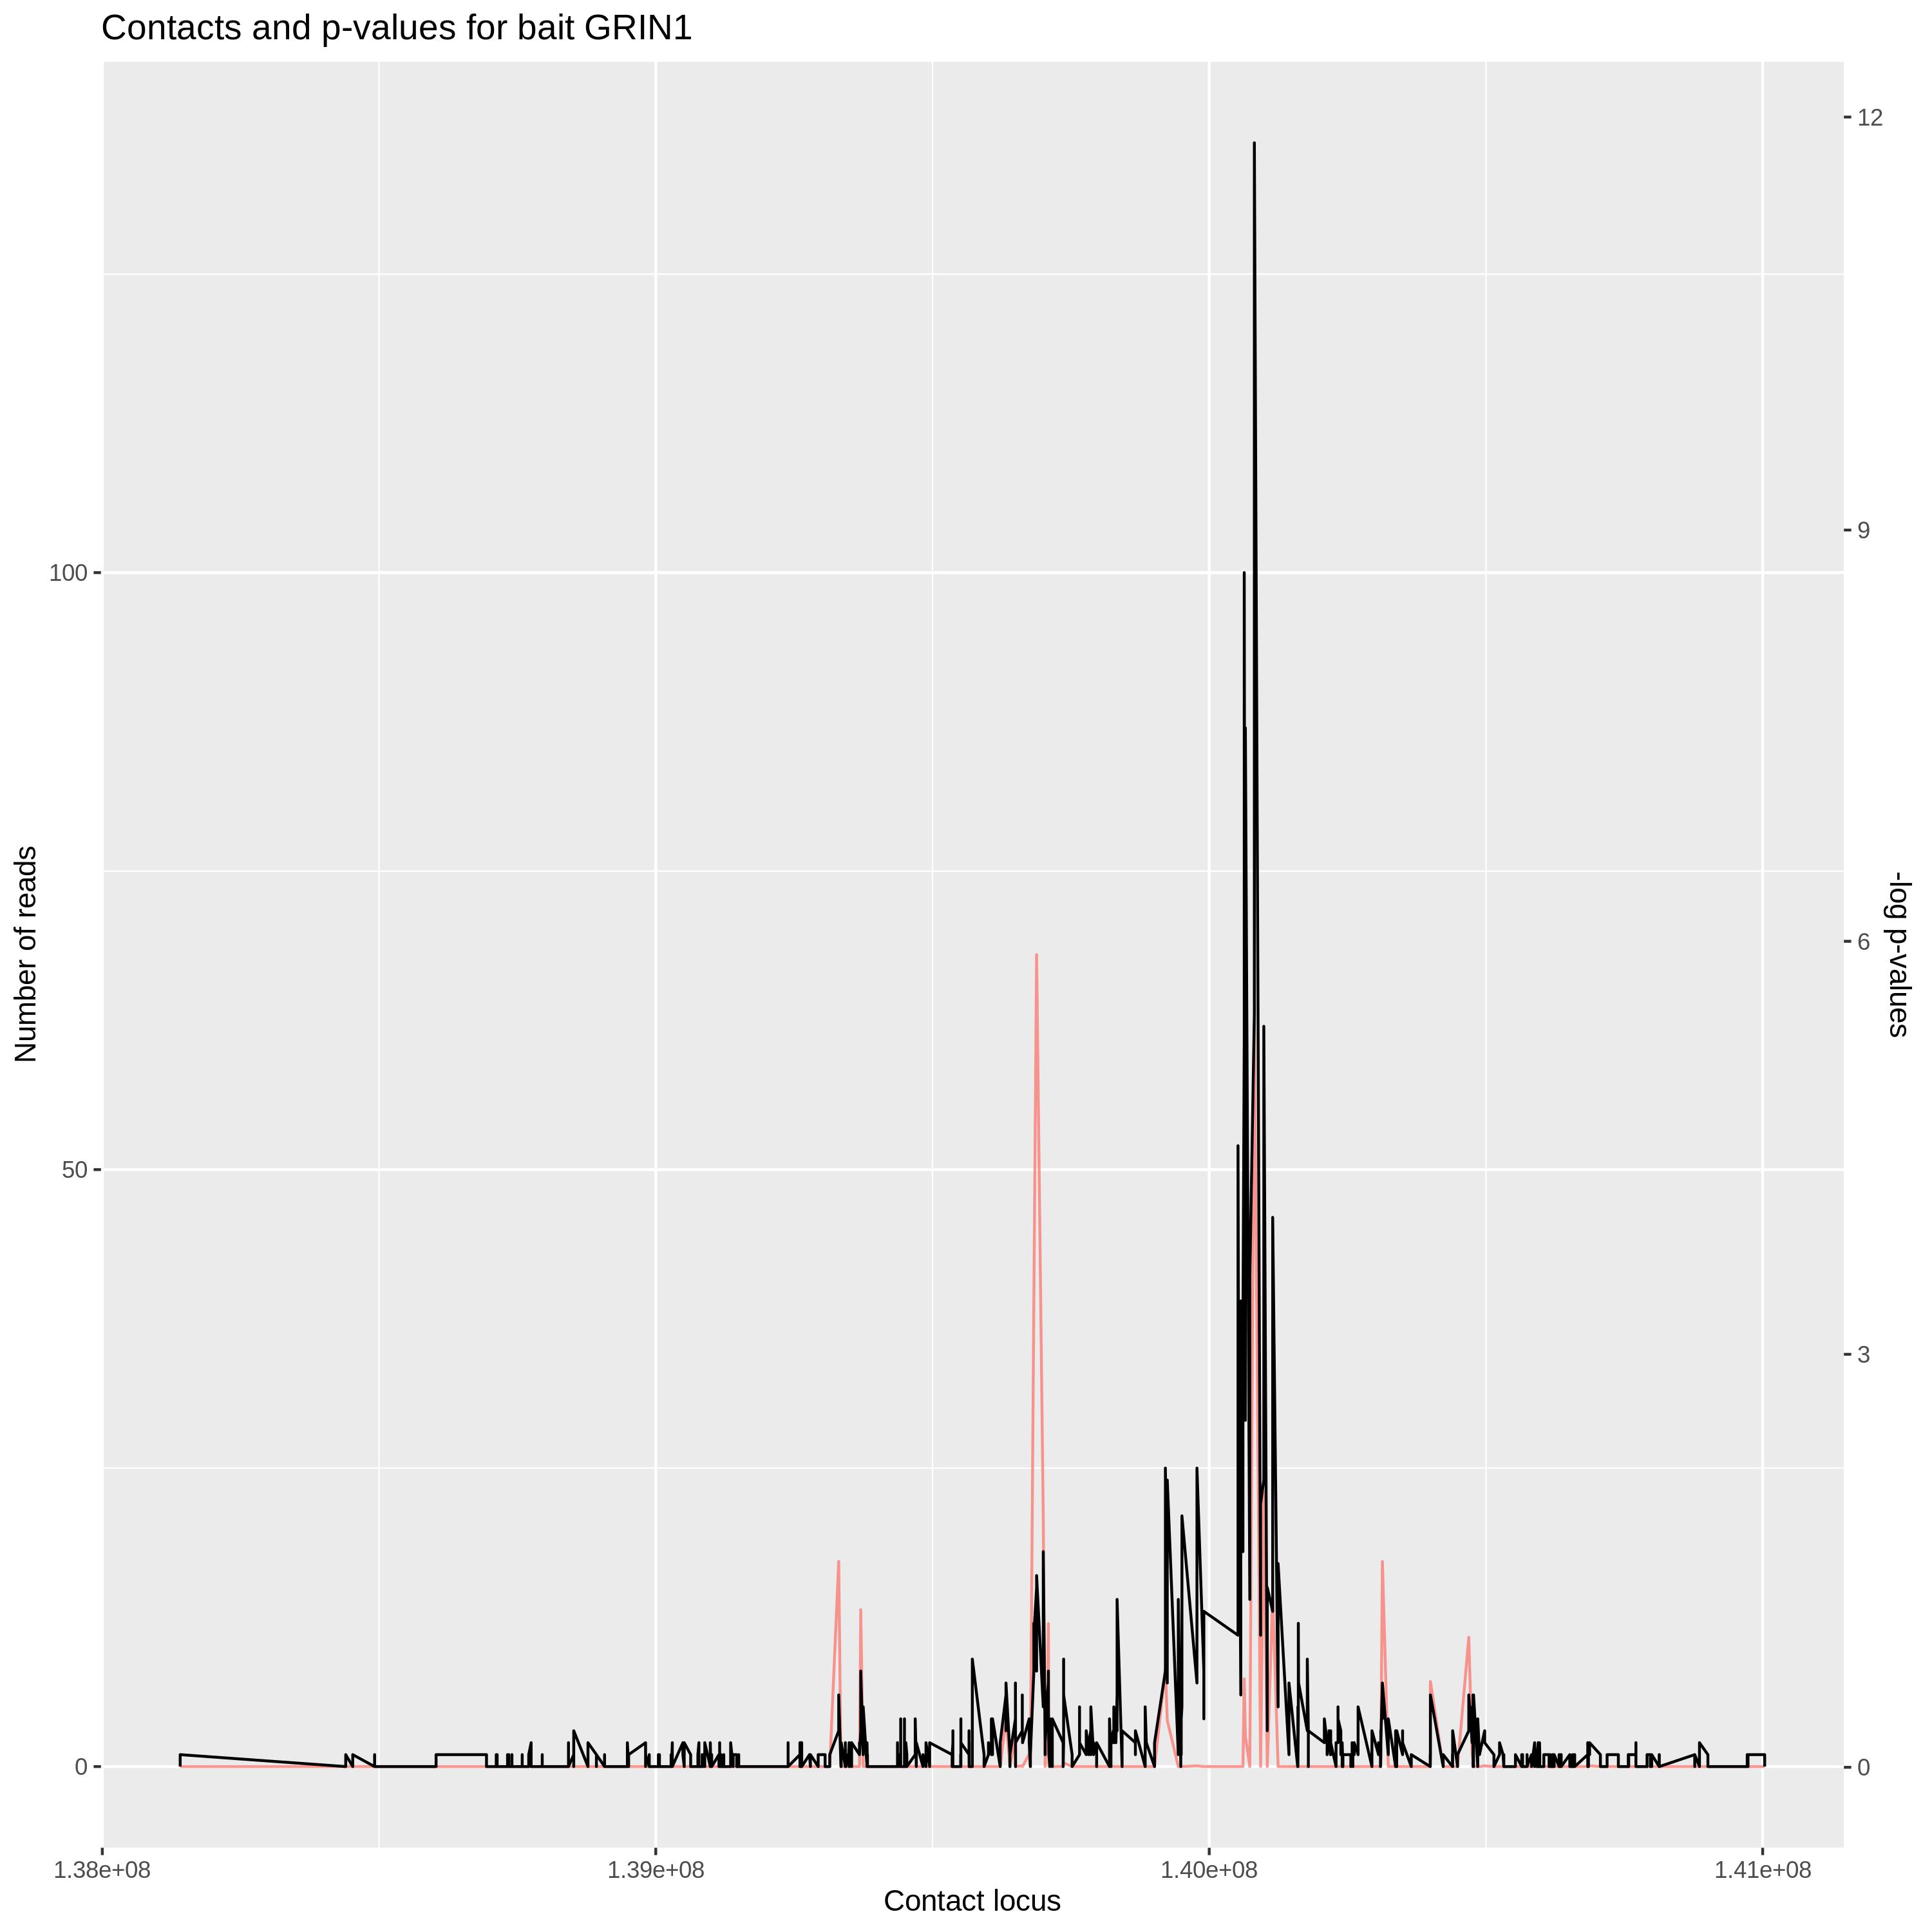 Contacts and p-values for bait GRIN1
Number of reads
100
50
0
12
9
6
3
0
-log p-values
1.38e+08
1.39e+08
1.40e+08
1.41e+08
Contact locus